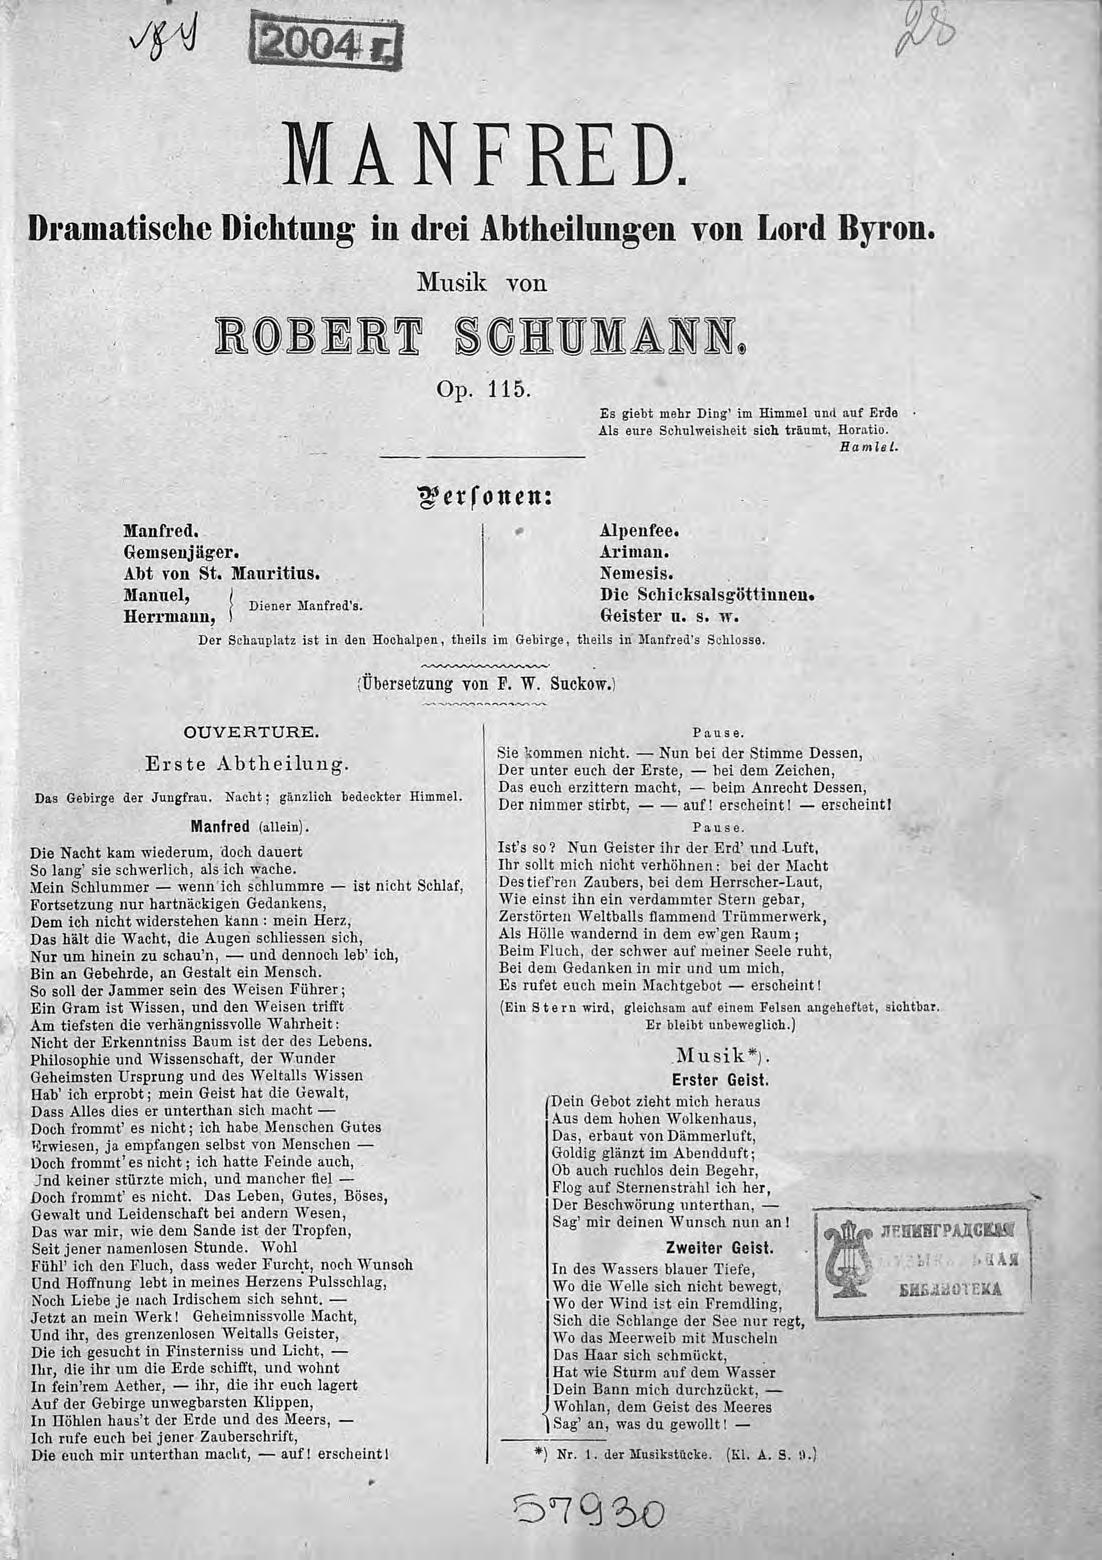 2004 г.
28
MANFRED.
Dramatische Dichtung in drei Abtheilungen von Lord Byron.
Musik von
ROBERT SCHUMANN.
Op. 115.
Es giebt mehr Ding' im Himmel und auf Erde
Als eure Schulweisheit sich träumt, Horatio.
Hamlet.
Personen:
Manfred.
Gemsenjäger.
Abt von St. Mauritius.
Manuel,
Herrmann,
Diener Manfred's.
Alpenfee.
Ariman.
Nemesis.
Die Schicksalsgöttinnen.
Geister u. s. w.
Der Schauplatz ist in den Hochalpen, theils im Gebirge, theils in Manfred's Schlosse.
(Übersetzung von F. W. Suckow.)
OUVERTURE.
Erste Abtheilung.
Das Gebirge der Jungfrau. Nacht; gänzlich bedeckter Himmel.
Manfred (allein).
Die Nacht kam wiederum, doch dauert
So lang' sie schwerlich, als ich wache.
Mein Schlummer — wenn ich schlummre — ist nicht Schlaf,
Fortsetzung nur hartnäckigen Gedankens,
Dem ich nicht widerstehen kann : mein Herz,
Das hält die Wacht, die Augen schliessen sich,
Nur um hinein zu schau'n, — und dennoch leb' ich,
Bin an Gebehrde, an Gestalt ein Mensch.
So soll der Jammer sein des Weisen Führer;
Ein Gram ist Wissen, und den Weisen trifft
Am tiefsten die verhängnissvolle Wahrheit:
Nicht der Erkenntniss Baum ist der des Lebens.
Philosophie und Wissenschaft, der Wunder
Geheimsten Ursprung und des Weltalls Wissen
Hab' ich erprobt; mein Geist hat die Gewalt,
Dass Alles dies er unterthan sich macht —
Doch frommt' es nicht; ich habe Menschen Gutes
Erwiesen, ja empfangen selbst von Menschen —
Doch frommt' es nicht; ich hatte Feinde auch,
Und keiner stürzte mich, und mancher fiel —
Doch frommt' es nicht. Das Leben, Gutes, Böses,
Gewalt und Leidenschaft bei andern Wesen,
Das war mir, wie dem Sande ist der Tropfen,
Seit jener namenlosen Stunde. Wohl
Fühl' ich den Fluch, dass weder Furcht, noch Wunsch
Und Hoffnung lebt in meines Herzens Pulsschlag,
Noch Liebe je nach Irdischem sich sehnt. —
Jetzt an mein Werk! Geheimnissvolle Macht,
Und ihr, des grenzenlosen Weltalls Geister,
Die ich gesucht in Finsterniss und Licht, —
Ihr, die ihr um die Erde schifft, und wohnt
In fein'rem Aether, — ihr, die ihr euch lagert
Auf der Gebirge unwegbarsten Klippen,
In Höhlen haus't der Erde und des Meers, —
Ich rufe euch bei jener Zauberschrift,
Die euch mir unterthan macht, — auf! erscheint!
Pause.
Sie kommen nicht. — Nun bei der Stimme Dessen,
Der unter euch der Erste, — bei dem Zeichen,
Das euch erzittern macht, — beim Anrecht Dessen,
Der nimmer stirbt, — — auf! erscheint! — erscheint!
Pause.
Ist's so? Nun Geister ihr der Erd' und Luft,
Ihr sollt mich nicht verhöhnen: bei der Macht
Des tief'ren Zaubers, bei dem Herrscher-Laut,
Wie einst ihn ein verdammter Stern gebar,
Zerstörten Weltballs flammend Trümmerwerk,
Als Hölle wandernd in dem ew'gen Raum;
Beim Fluch, der schwer auf meiner Seele ruht,
Bei dem Gedanken in mir und um mich,
Es rufet euch mein Machtgebot — erscheint!
(Ein Stern wird, gleichsam auf einem Felsen angeheftet, sichtbar.
Er bleibt unbeweglich.)
Musik*).
Erster Geist.
Dein Gebot zieht mich heraus
Aus dem hohen Wolkenhaus,
Das, erbaut von Dämmerluft,
Goldig glänzt im Abendduft;
Ob auch ruchlos dein Begehr,
Flog auf Sternenstrahl ich her,
Der Beschwörung unterthan, —
Sag' mir deinen Wunsch nun an!
Zweiter Geist.
In des Wassers blauer Tiefe,
Wo die Welle sich nicht bewegt,
Wo der Wind ist ein Fremdling,
Sich die Schlange der See nur regt,
Wo das Meerweib mit Muscheln
Das Haar sich schmückt,
Hat wie Sturm auf dem Wasser
Dein Bann mich durchzückt, —
Wohlan, dem Geist des Meeres
Sag' an, was du gewollt! —
*) Nr. 1. der Musikstücke. (Kl. A. S. 9.)
ЛЕНИНГРАДСКАЯ
МУЗЫКАЛЬНАЯ
БИБЛИОТЕКА
57930